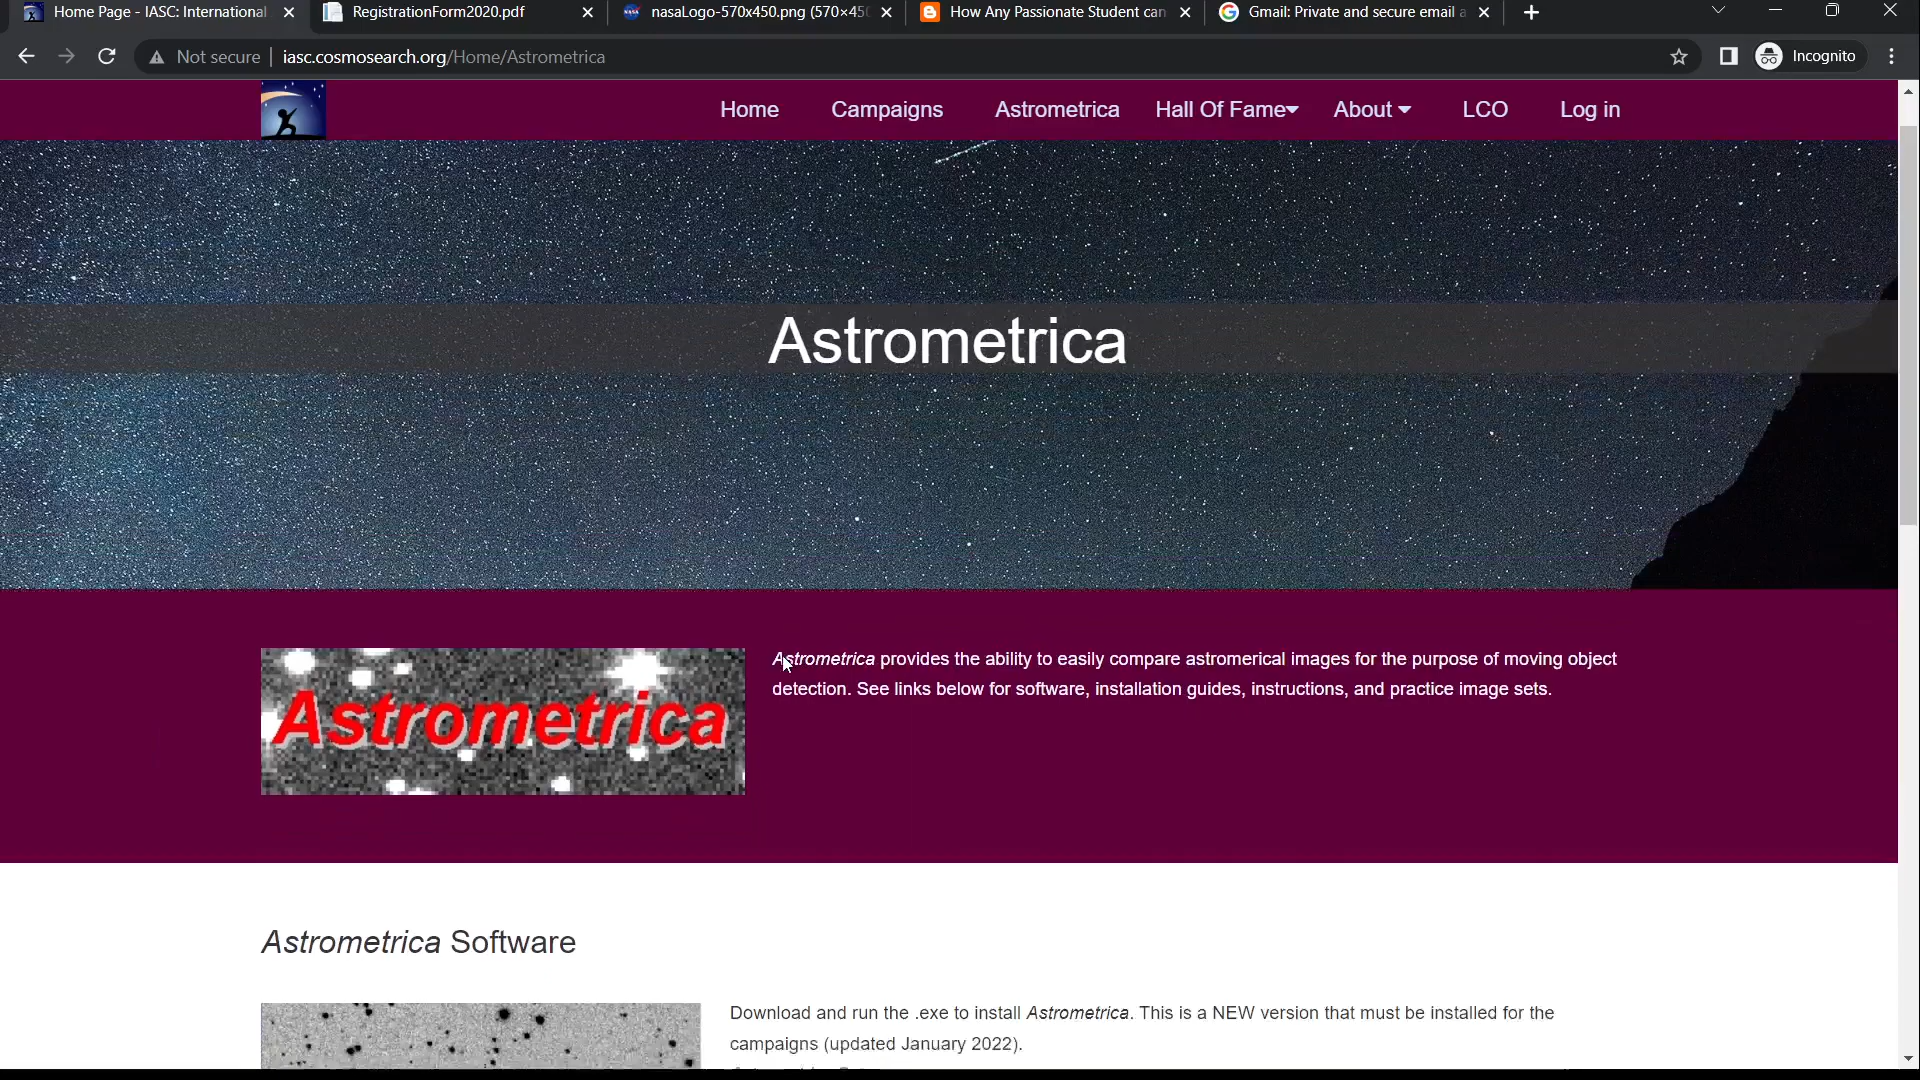 Home Page - IASC: International
RegistrationForm2020.pdf
nasaLogo-570x450.png (570×45
How Any Passionate Student can
Gmail: Private and secure email a
Not secure
iasc.cosmosearch.org/Home/Astrometrica
Incognito
Home
Campaigns
Astrometrica
Hall Of Fame
About
LCO
Log in
Astrometrica
Astrometrica
Astrometrica provides the ability to easily compare astromerical images for the purpose of moving object
detection. See links below for software, installation guides, instructions, and practice image sets.
Astrometrica Software
Download and run the .exe to install Astrometrica. This is a NEW version that must be installed for the
campaigns (updated January 2022).